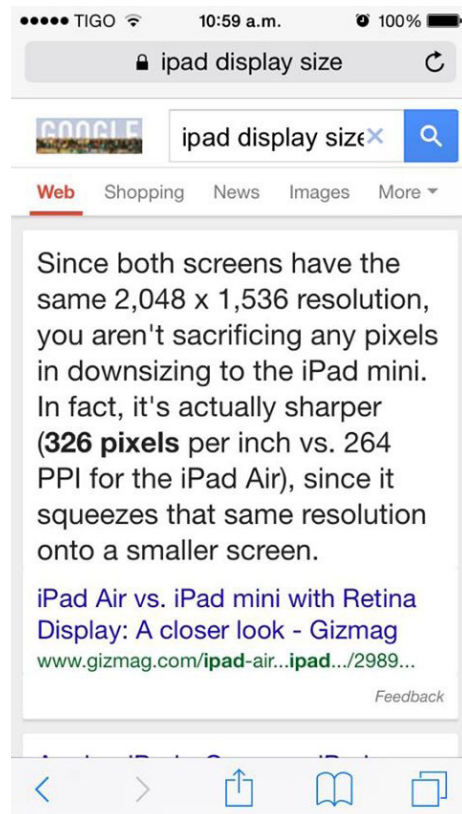 TIGO 10:59 a.m. 100%
ipad display size
GOOGLE ipad display size
Web Shopping News Images More
Since both screens have the
same 2,048 x 1,536 resolution,
you aren't sacrificing any pixels
in downsizing to the iPad mini.
In fact, it's actually sharper
(326 pixels per inch vs. 264
PPI for the iPad Air), since it
squeezes that same resolution
onto a smaller screen.
iPad Air vs. iPad mini with Retina
Display: A closer look - Gizmag
www.gizmag.com/ipad-air...ipad.../2989...
Feedback